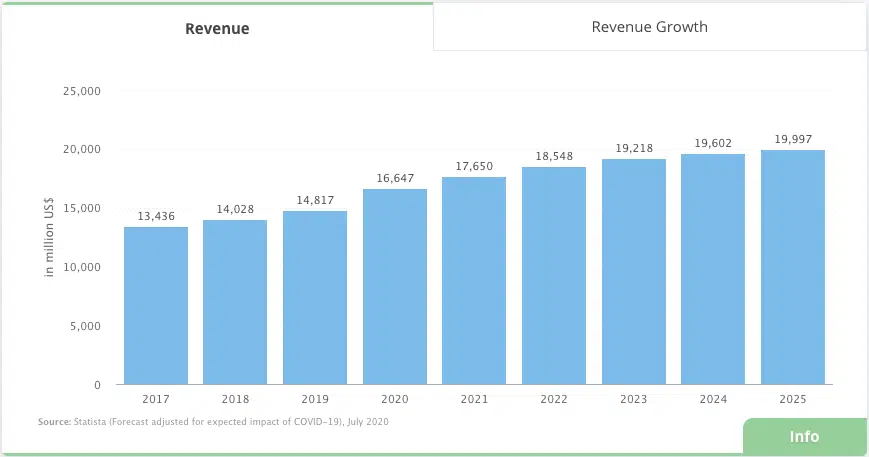 Revenue
Revenue Growth
in million US$
25,000
20,000
15,000
10,000
5,000
0
13,436
14,028
14,817
16,647
17,650
18,548
19,218
19,602
19,997
2017 2018 2019 2020 2021 2022 2023 2024 2025
Source: Statista (Forecast adjusted for expected impact of COVID-19), July 2020
Info